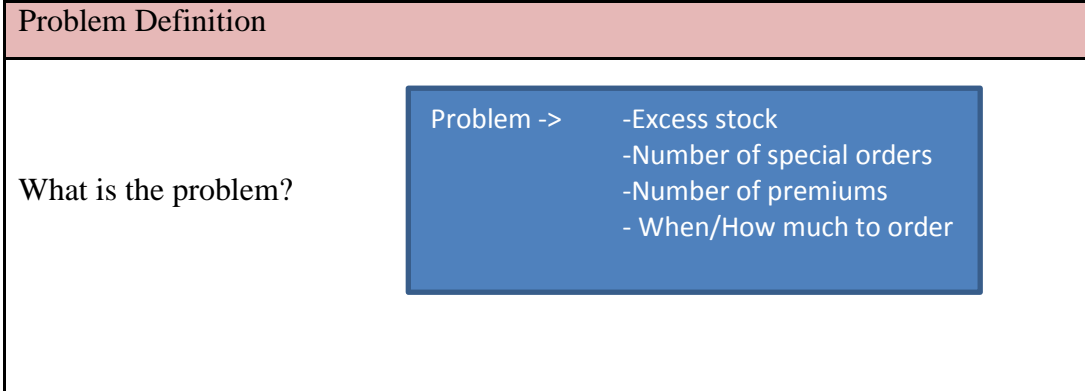 Problem Definition
What is the problem?
Problem -> -Excess stock
-Number of special orders
-Number of premiums
- When/How much to order